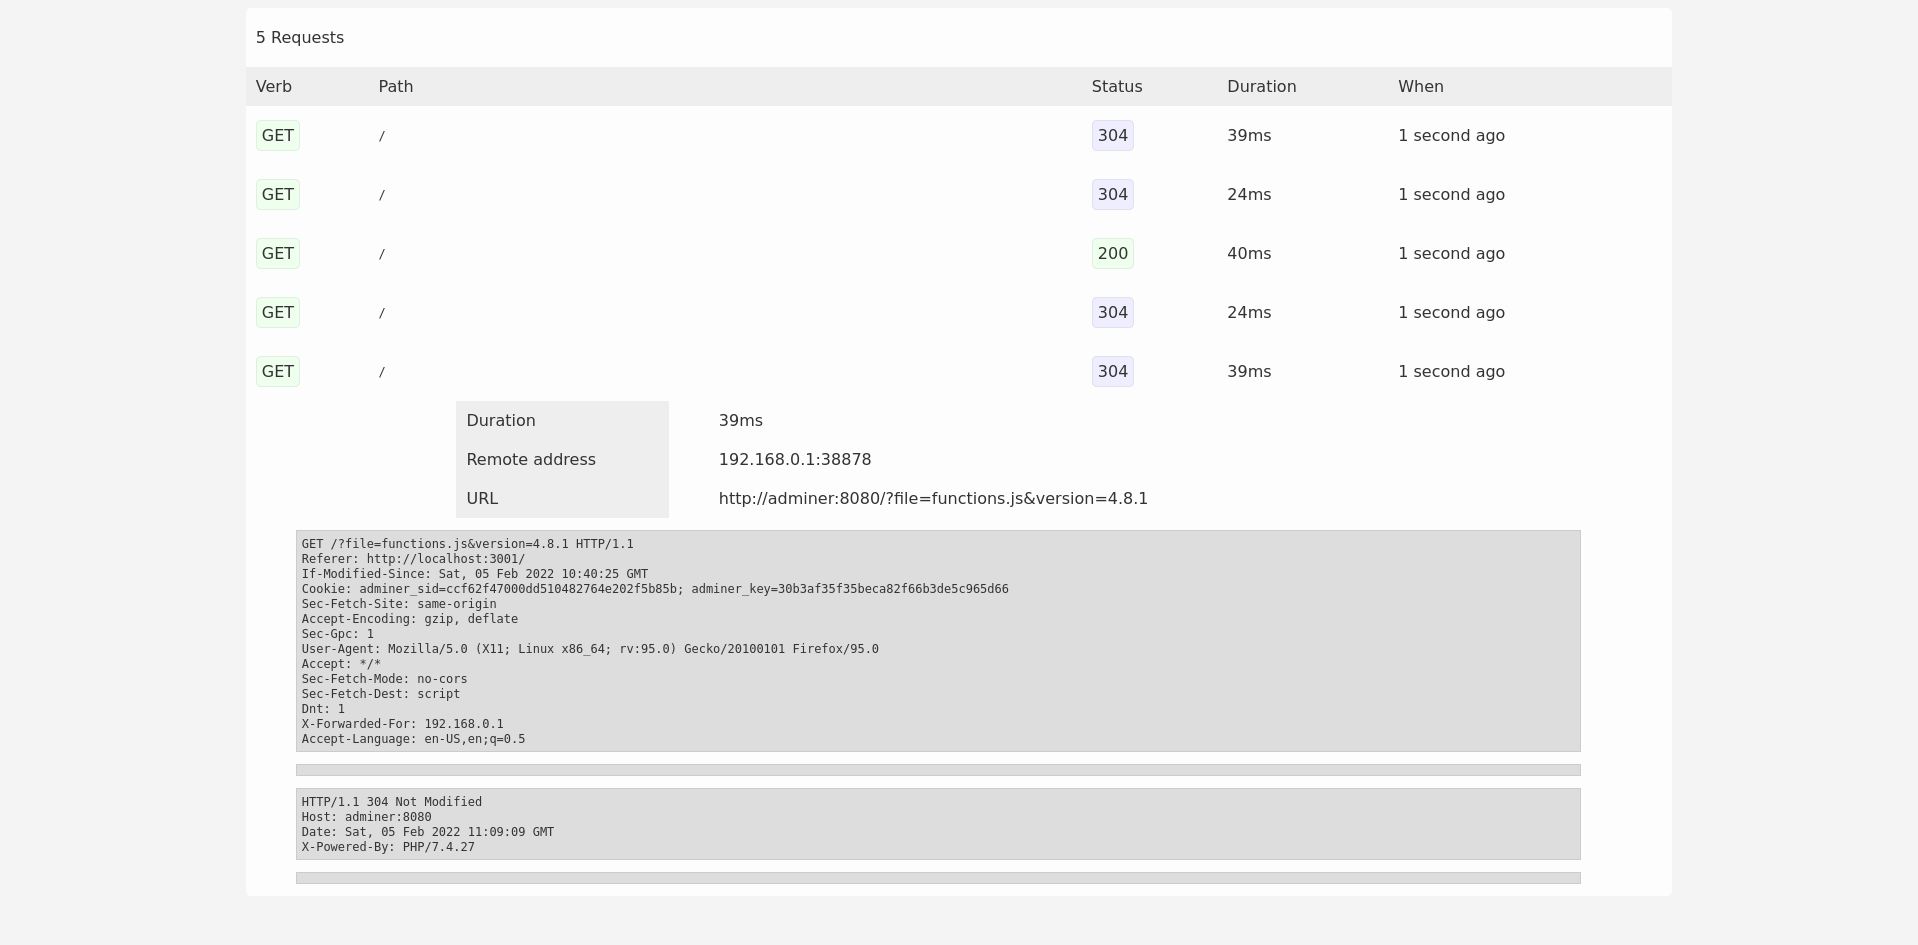 5 Requests
Verb Path Status Duration When
GET / 304 39ms 1 second ago
GET / 304 24ms 1 second ago
GET / 200 40ms 1 second ago
GET / 304 24ms 1 second ago
GET / 304 39ms 1 second ago
Duration 39ms
Remote address 192.168.0.1:38878
URL http://adminer:8080/?file=functions.js&version=4.8.1
GET /?file=functions.js&version=4.8.1 HTTP/1.1
Referer: http://localhost:3001/
If-Modified-Since: Sat, 05 Feb 2022 10:40:25 GMT
Cookie: adminer_sid=ccf62f47000dd510482764e202f5b85b; adminer_key=30b3af35f35beca82f66b3de5c965d66
Sec-Fetch-Site: same-origin
Accept-Encoding: gzip, deflate
Sec-Gpc: 1
User-Agent: Mozilla/5.0 (X11; Linux x86_64; rv:95.0) Gecko/20100101 Firefox/95.0
Accept: */*
Sec-Fetch-Mode: no-cors
Sec-Fetch-Dest: script
Dnt: 1
X-Forwarded-For: 192.168.0.1
Accept-Language: en-US,en;q=0.5
HTTP/1.1 304 Not Modified
Host: adminer:8080
Date: Sat, 05 Feb 2022 11:09:09 GMT
X-Powered-By: PHP/7.4.27